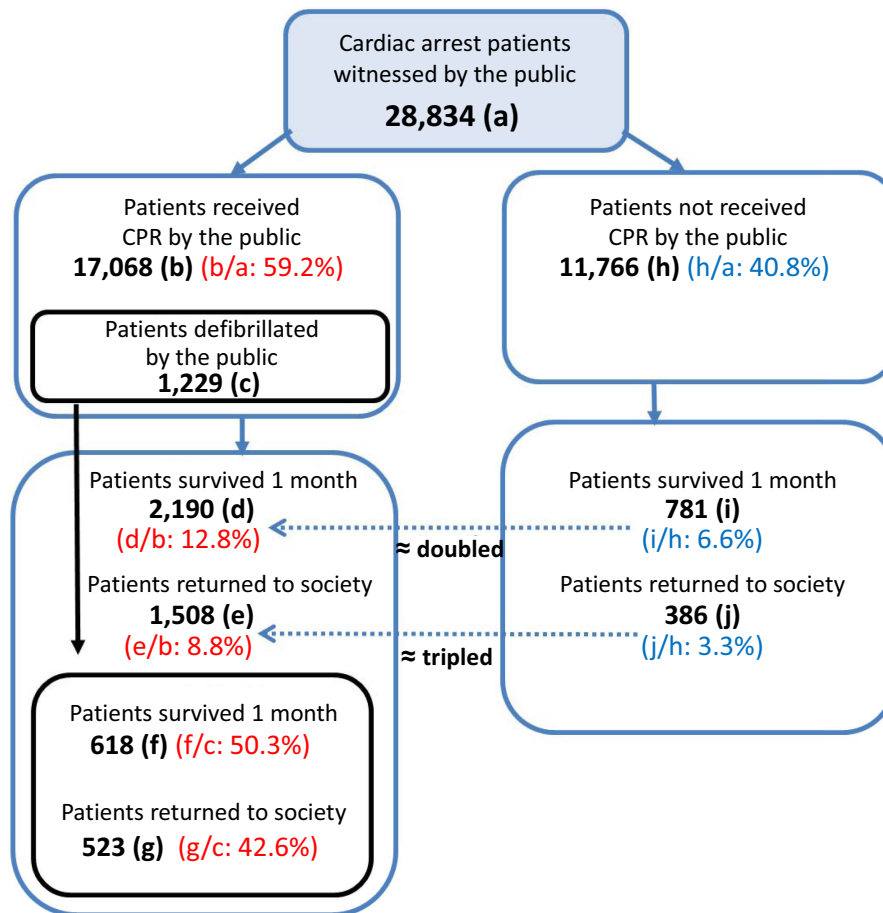 Cardiac arrest patients
witnessed by the public
28,834 (a)
Patients received
CPR by the public
17,068 (b) (b/a: 59.2%)
Patients defibrillated
by the public
1,229 (c)
Patients not received
CPR by the public
11,766 (h) (h/a: 40.8%)
Patients survived 1 month
2,190 (d)
(d/b: 12.8%)
Patients returned to society
1,508 (e)
(e/b: 8.8%)
≈ doubled
≈ tripled
Patients survived 1 month
781 (i)
(i/h: 6.6%)
Patients returned to society
386 (j)
(j/h: 3.3%)
Patients survived 1 month
618 (f) (f/c: 50.3%)
Patients returned to society
523 (g) (g/c: 42.6%)